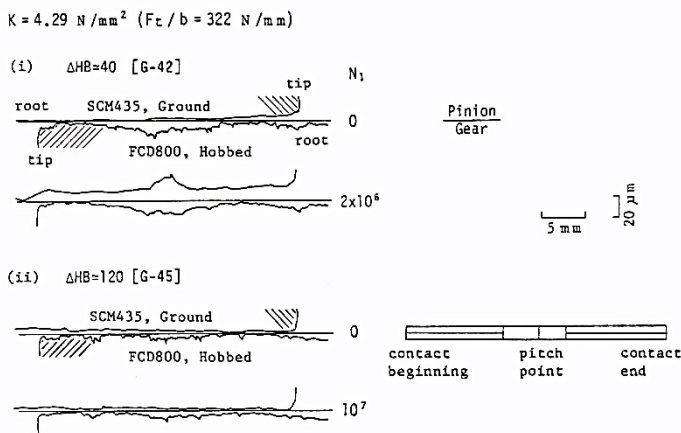 K = 4.29 N/mm² (Ft / b = 322 N/mm)
(i) ΔHB≃40 [G-42]
N₁
tip
root
SCM435, Ground
0
Pinion
Gear
FCD800, Hobbed
root
tip
2x10⁶
5 mm
20 μm
(ii) ΔHB≃120 [G-45]
SCM435, Ground
0
FCD800, Hobbed
contact beginning
pitch point
contact end
10⁷